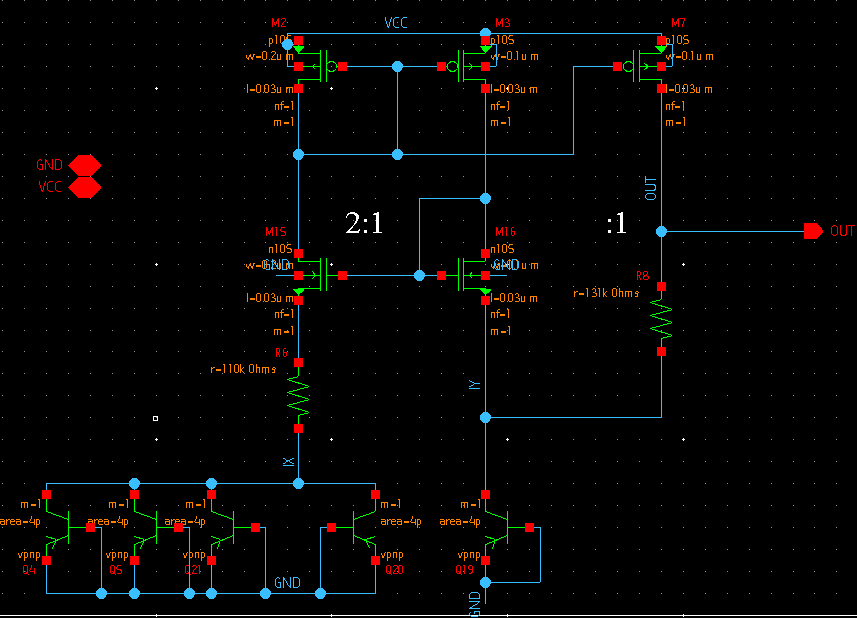 VCC
M2
M3
M7
p10S
p10S
p10S
w=0.2u m
w=0.1u m
w=0.1u m
l=0.03u m
l=0.03u m
l=0.03u m
nf=1
nf=1
nf=1
m=1
m=1
m=1
GND
VCC
OUT
2:1
:1
M15
M16
OUT
n10S
n10S
GND
GND
R8
l=0.03u m
l=0.03u m
r=131k Ohms
nf=1
nf=1
m=1
m=1
R6
r=110k Ohms
IY
IX
m=1
m=1
m=1
m=1
m=1
area=4p
area=4p
area=4p
area=4p
area=4p
vpnp
vpnp
vpnp
vpnp
vpnp
Q4
Q5
Q21
Q20
Q19
GND
GND